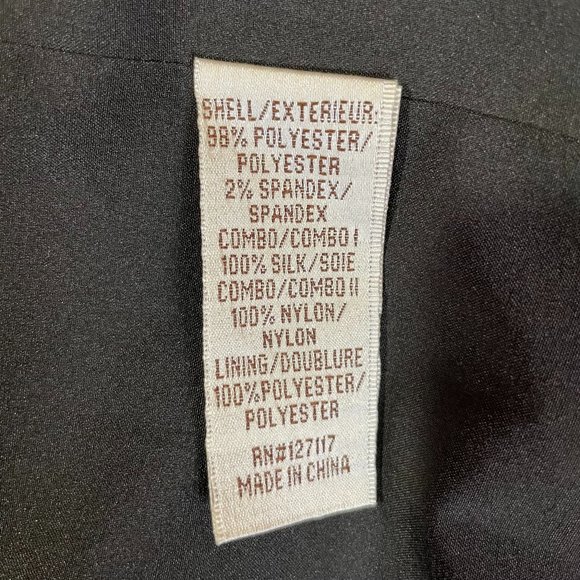 SHELL/EXTERIEUR:
98% POLYESTER/
POLYESTER
2% SPANDEX/
SPANDEX
COMBO/COMBO I
100% SILK/SOIE
COMBO/COMBO II
100% NYLON/
NYLON
LINING/DOUBLURE
100%POLYESTER/
POLYESTER
RN#127117
MADE IN CHINA